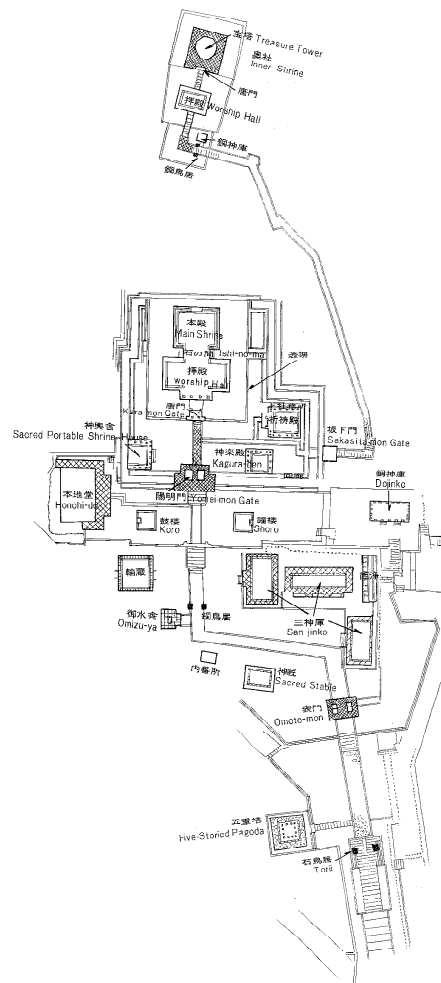 宝塔 Treasure Tower
奥社
Inner Shrine
唐門
拝殿
Worship Hall
銅神庫
銅鳥居
本殿
Main Shrine
石の間 Ishi-no-ma
透塀
拝殿
Worship Hall
唐門
Kara-mon Gate
祈祷殿
神輿舎
Sacred Portable Shrine House
坂下門
Sakasita-mon Gate
神楽殿
Kagura-den
回廊
銅神庫
Dojinko
本地堂
Honchi-do
陽明門 Yomei-mon Gate
鼓楼
Koro
鐘楼
Shoro
輪蔵
三神庫
San jinko
御水舎
Omizu-ya
銅鳥居
内番所
神厩
Sacred Stable
表門
Omote-mon
五重塔
Five-Storied Pagoda
石鳥居
Torii